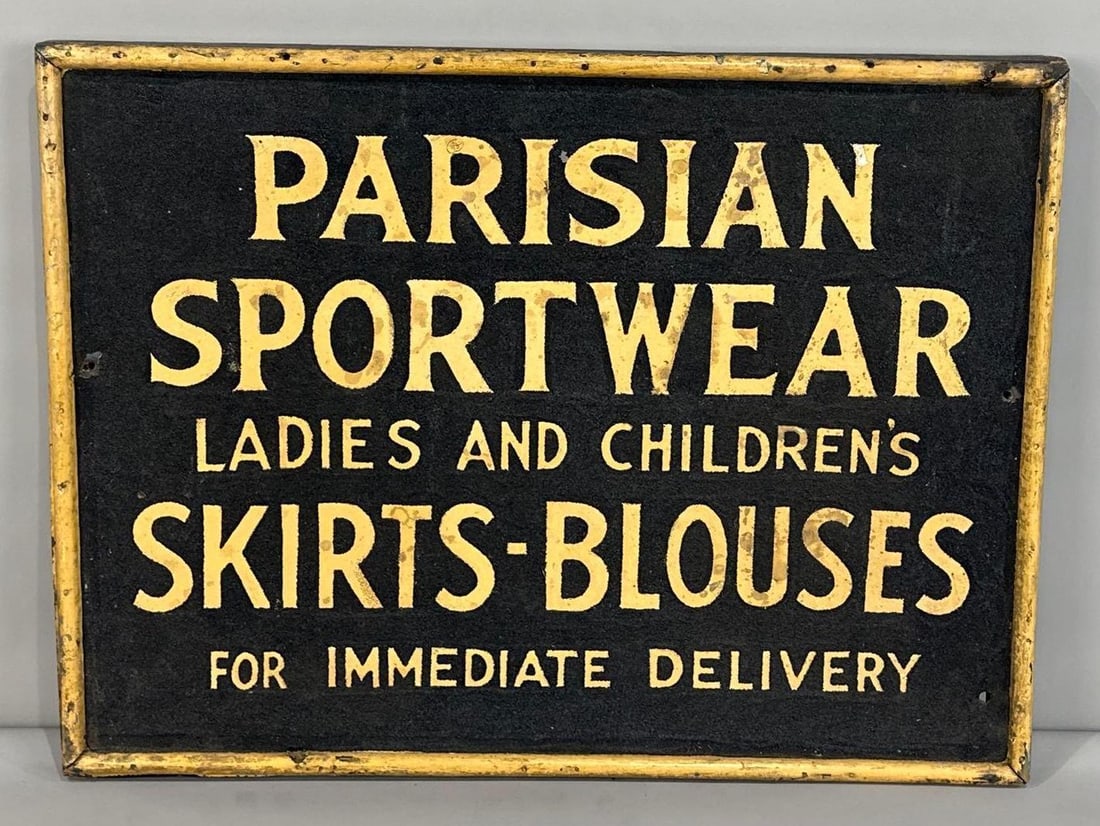 PARISIAN
SPORTWEAR
LADIES AND CHILDREN'S
SKIRTS-BLOUSES
FOR IMMEDIATE DELIVERY